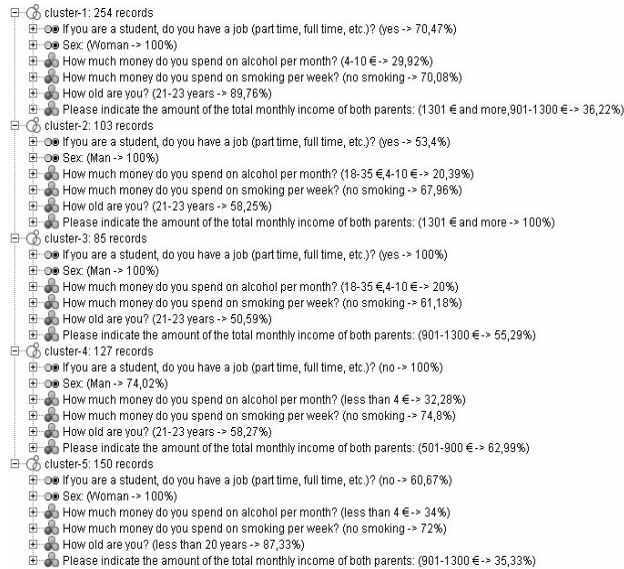 cluster-1: 254 records
If you are a student, do you have a job (part time, full time, etc.)? (yes -> 70,47%)
Sex: (Woman -> 100%)
How much money do you spend on alcohol per month? (4-10 € -> 29,92%)
How much money do you spend on smoking per week? (no smoking -> 70,08%)
How old are you? (21-23 years -> 89,76%)
Please indicate the amount of the total monthly income of both parents: (1301 € and more,901-1300 € -> 36,22%)
cluster-2: 103 records
If you are a student, do you have a job (part time, full time, etc.)? (yes -> 53,4%)
Sex: (Man -> 100%)
How much money do you spend on alcohol per month? (18-35 €,4-10 € -> 20,39%)
How much money do you spend on smoking per week? (no smoking -> 67,96%)
How old are you? (21-23 years -> 58,25%)
Please indicate the amount of the total monthly income of both parents: (1301 € and more -> 100%)
cluster-3: 85 records
If you are a student, do you have a job (part time, full time, etc.)? (yes -> 100%)
Sex: (Man -> 100%)
How much money do you spend on alcohol per month? (18-35 €,4-10 € -> 20%)
How much money do you spend on smoking per week? (no smoking -> 61,18%)
How old are you? (21-23 years -> 50,59%)
Please indicate the amount of the total monthly income of both parents: (901-1300 € -> 55,29%)
cluster-4: 127 records
If you are a student, do you have a job (part time, full time, etc.)? (no -> 100%)
Sex: (Man -> 74,02%)
How much money do you spend on alcohol per month? (less than 4 € -> 32,28%)
How much money do you spend on smoking per week? (no smoking -> 74,8%)
How old are you? (21-23 years -> 58,27%)
Please indicate the amount of the total monthly income of both parents: (501-900 € -> 62,99%)
cluster-5: 150 records
If you are a student, do you have a job (part time, full time, etc.)? (no -> 60,67%)
Sex: (Woman -> 100%)
How much money do you spend on alcohol per month? (less than 4 € -> 34%)
How much money do you spend on smoking per week? (no smoking -> 72%)
How old are you? (less than 20 years -> 87,33%)
Please indicate the amount of the total monthly income of both parents: (901-1300 € -> 35,33%)